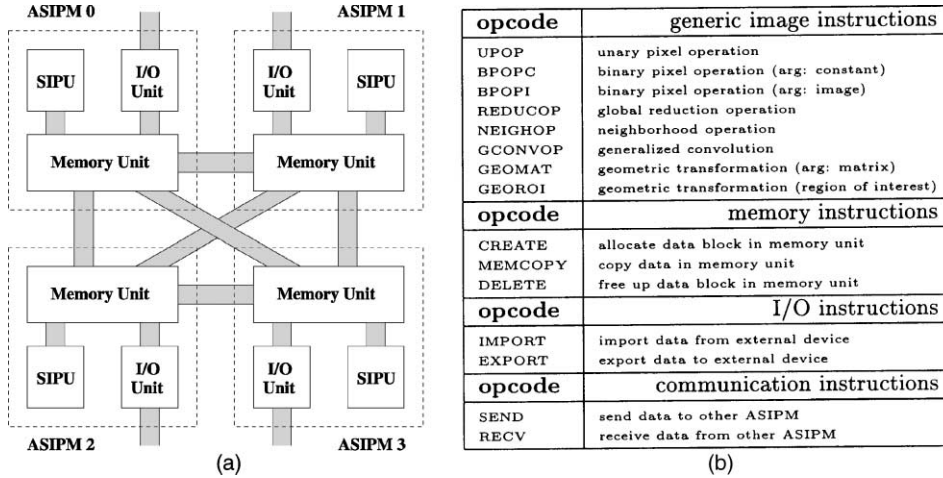 ASIPM 0
ASIPM 1
SIPU
I/O
Unit
I/O
Unit
SIPU
Memory Unit
Memory Unit
Memory Unit
Memory Unit
SIPU
I/O
Unit
I/O
Unit
SIPU
ASIPM 2
ASIPM 3
(a)
opcode generic image instructions
UPOP unary pixel operation
BPOPC binary pixel operation (arg: constant)
BPOPI binary pixel operation (arg: image)
REDUCOP global reduction operation
NEIGHOP neighborhood operation
GCONVOP generalized convolution
GEOMAT geometric transformation (arg: matrix)
GEOROI geometric transformation (region of interest)
opcode memory instructions
CREATE allocate data block in memory unit
MEMCOPY copy data in memory unit
DELETE free up data block in memory unit
opcode I/O instructions
IMPORT import data from external device
EXPORT export data to external device
opcode communication instructions
SEND send data to other ASIPM
RECV receive data from other ASIPM
(b)